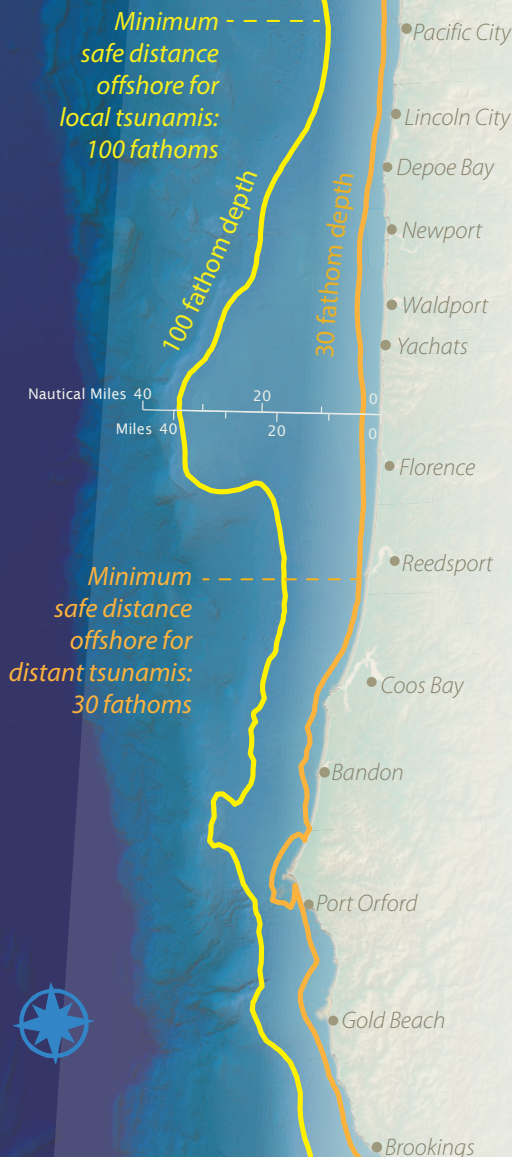 Minimum
safe distance
offshore for
local tsunamis:
100 fathoms
Pacific City
Lincoln City
Depoe Bay
100 fathom depth
30 fathom depth
Newport
Waldport
Yachats
Nautical Miles 40 20 0
Miles 40 20 0
Florence
Reedsport
Minimum
safe distance
offshore for
distant tsunamis:
30 fathoms
Coos Bay
Bandon
Port Orford
Gold Beach
Brookings